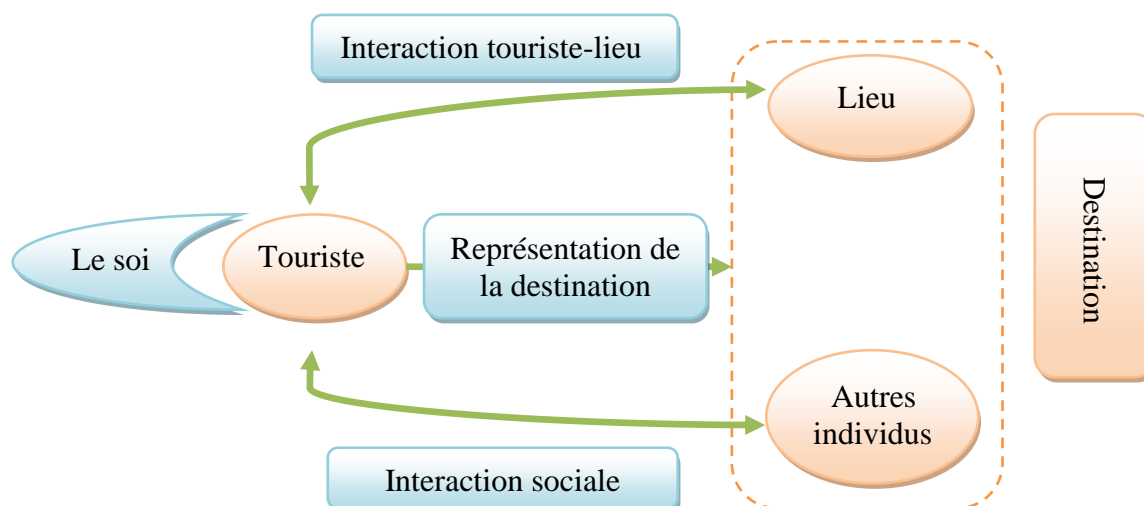 Interaction touriste-lieu
Lieu
Destination
Le soi
Touriste
Représentation de
la destination
Autres
individus
Interaction sociale